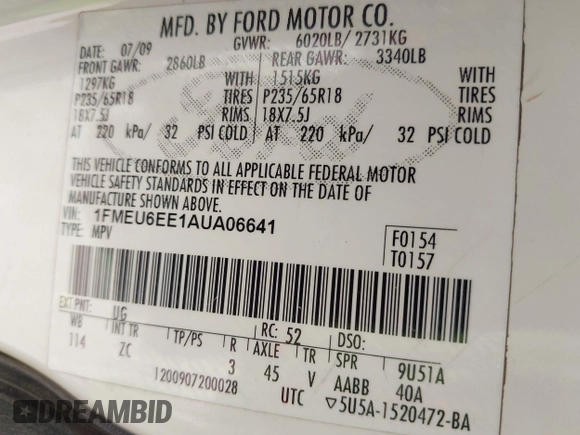 MFD. BY FORD MOTOR CO.
DATE: 07/09 GVWR: 6020LB/ 2731KG
FRONT GAWR: 2860LB REAR GAWR: 3340LB
1297KG WITH 1515KG WITH
P235/65R18 TIRES P235/65R18 TIRES
18X7.5J RIMS 18X7.5J RIMS
AT 220 kPa/ 32 PSI COLD AT 220 kPa/ 32 PSI COLD
THIS VEHICLE CONFORMS TO ALL APPLICABLE FEDERAL MOTOR
VEHICLE SAFETY STANDARDS IN EFFECT ON THE DATE OF
MANUFACTURE SHOWN ABOVE.
VIN: 1FMEU6EE1AUA06641 F0154
TYPE: MPV T0157
EXT PNT: UG RC: 52 DSO:
WB INT TR TP/PS R AXLE TR SPR 9U51A
114 ZC 3 45 V AABB 40A
1200907200028 UTC ▽5U5A-1520472-BA
DREAMBID